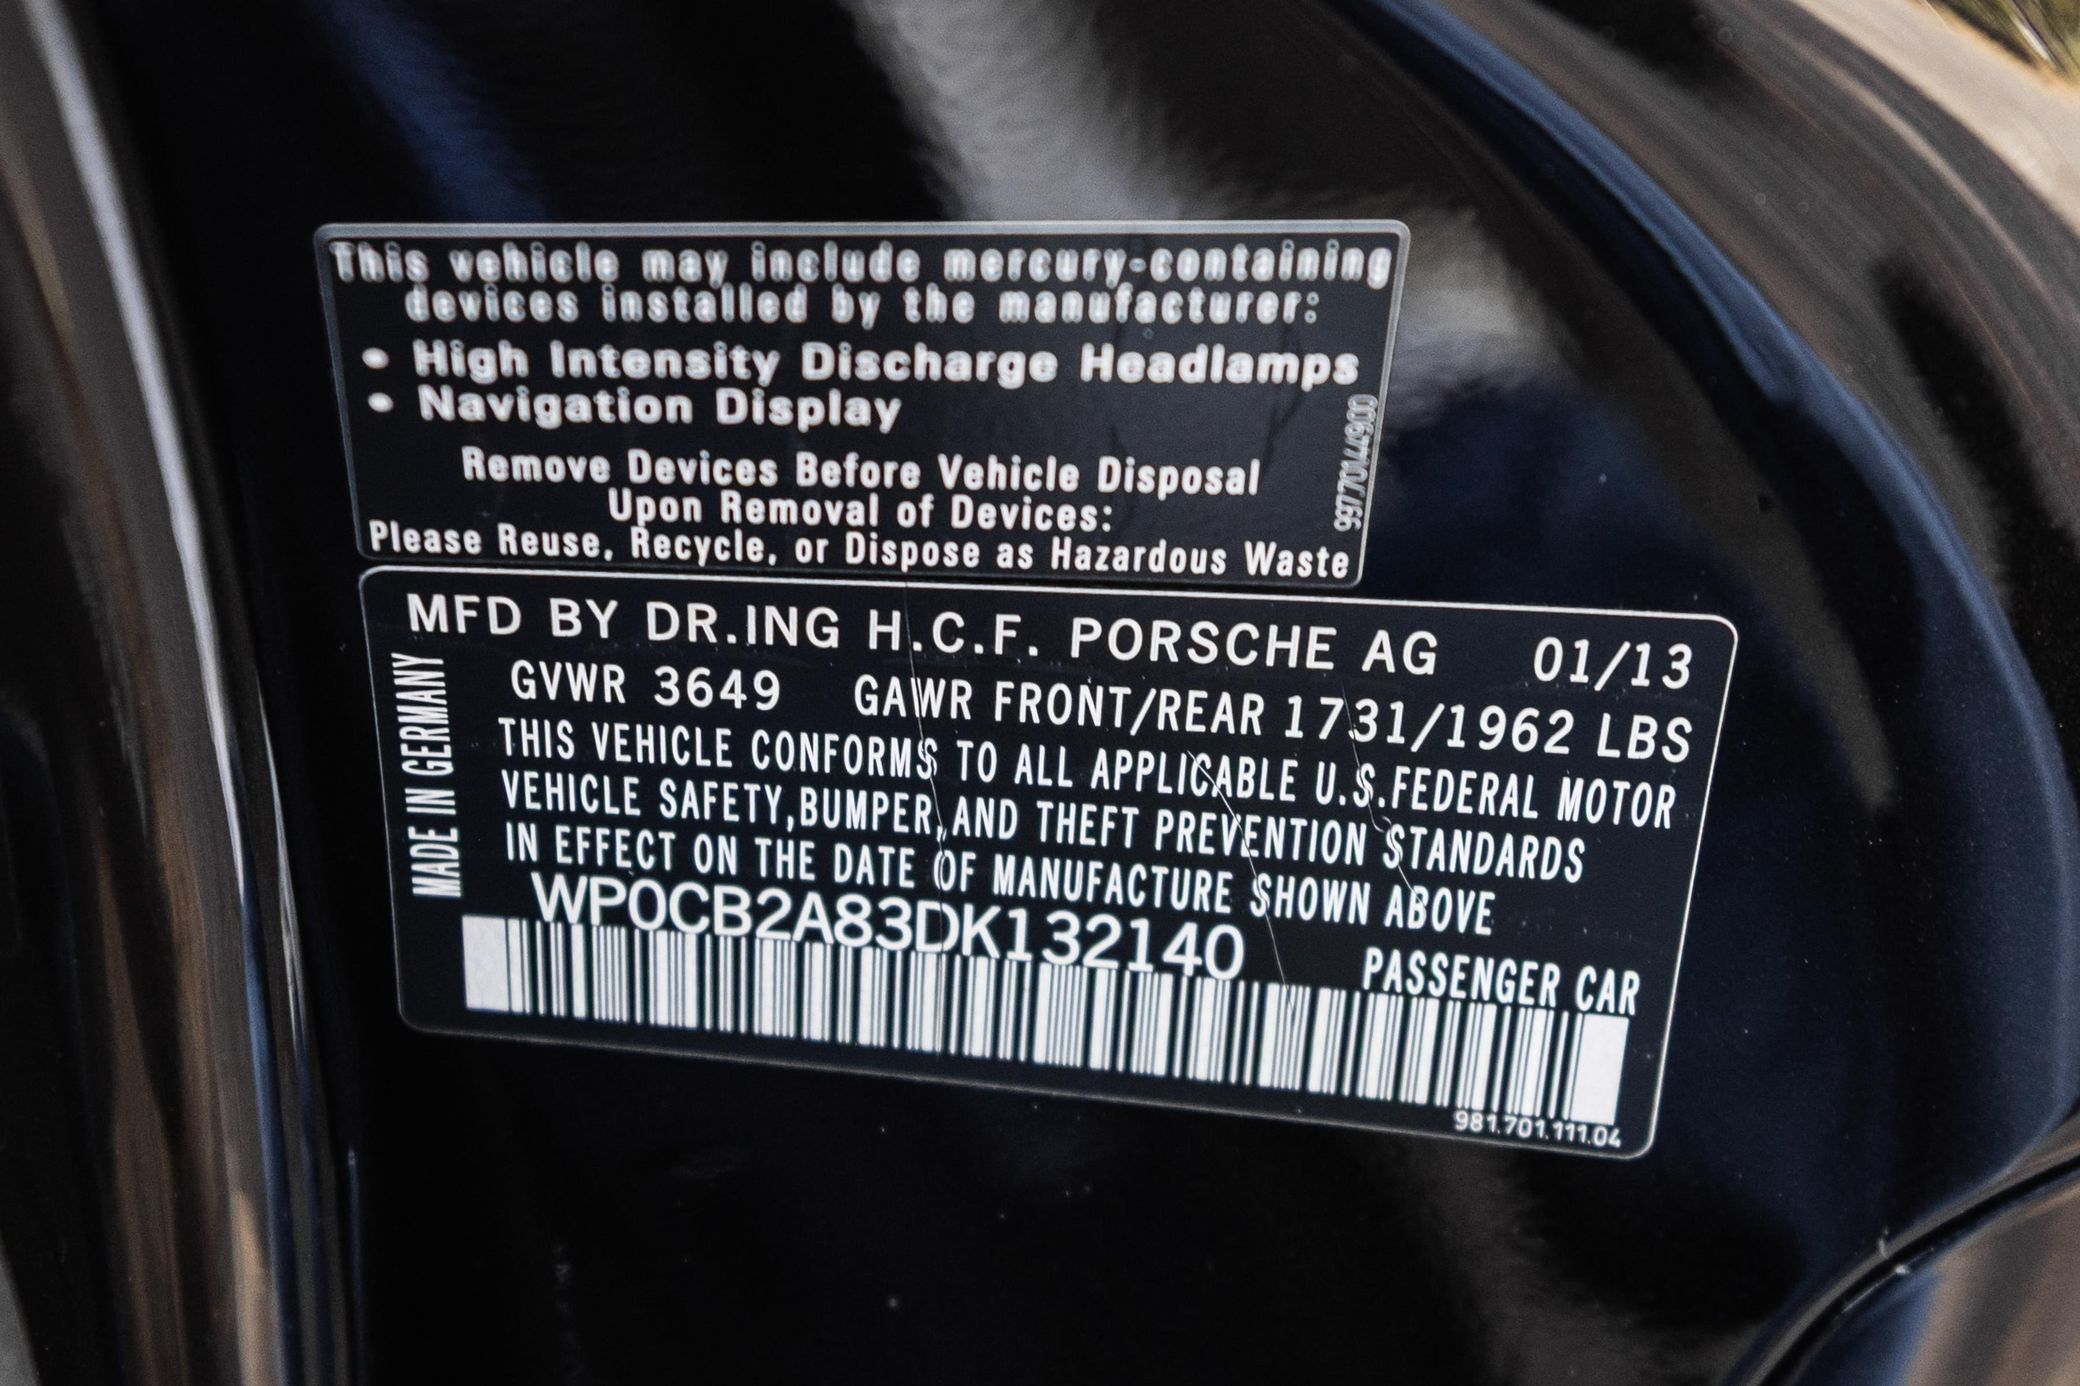 This vehicle may include mercury-containing
devices installed by the manufacturer:
• High Intensity Discharge Headlamps
• Navigation Display
Remove Devices Before Vehicle Disposal
Upon Removal of Devices:
Please Reuse, Recycle, or Dispose as Hazardous Waste
99770144900
MFD BY DR.ING H.C.F. PORSCHE AG 01/13
GVWR 3649 GAWR FRONT/REAR 1731/1962 LBS
THIS VEHICLE CONFORMS TO ALL APPLICABLE U.S.FEDERAL MOTOR
VEHICLE SAFETY,BUMPER,AND THEFT PREVENTION STANDARDS
IN EFFECT ON THE DATE OF MANUFACTURE SHOWN ABOVE
MADE IN GERMANY
WP0CB2A83DK132140
PASSENGER CAR
981.701.111.04